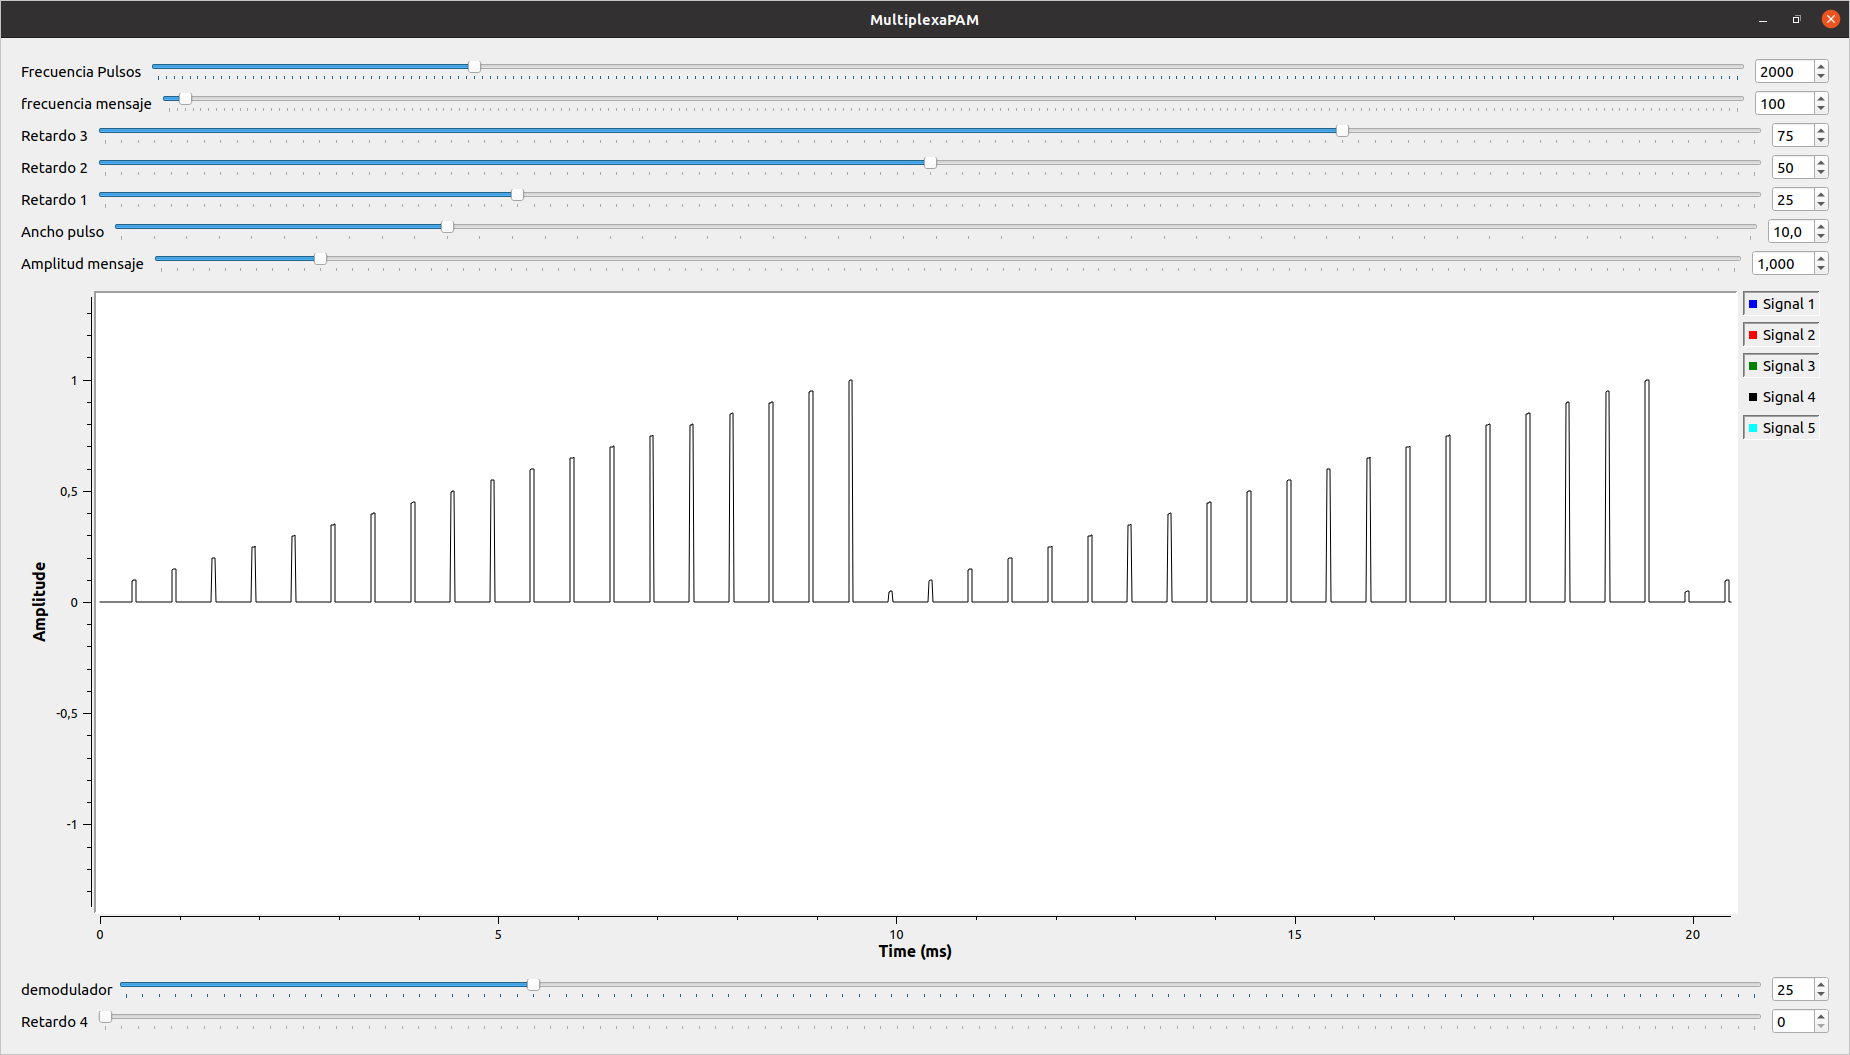 MultiplexaPAM
Frecuencia Pulsos 2000
frecuencia mensaje 100
Retardo 3 75
Retardo 2 50
Retardo 1 25
Ancho pulso 10,0
Amplitud mensaje 1,000
Signal 1
Signal 2
Signal 3
Signal 4
Signal 5
1
0,5
0
-0,5
-1
Amplitude
0 5 10 15 20
Time (ms)
demodulador 25
Retardo 4 0